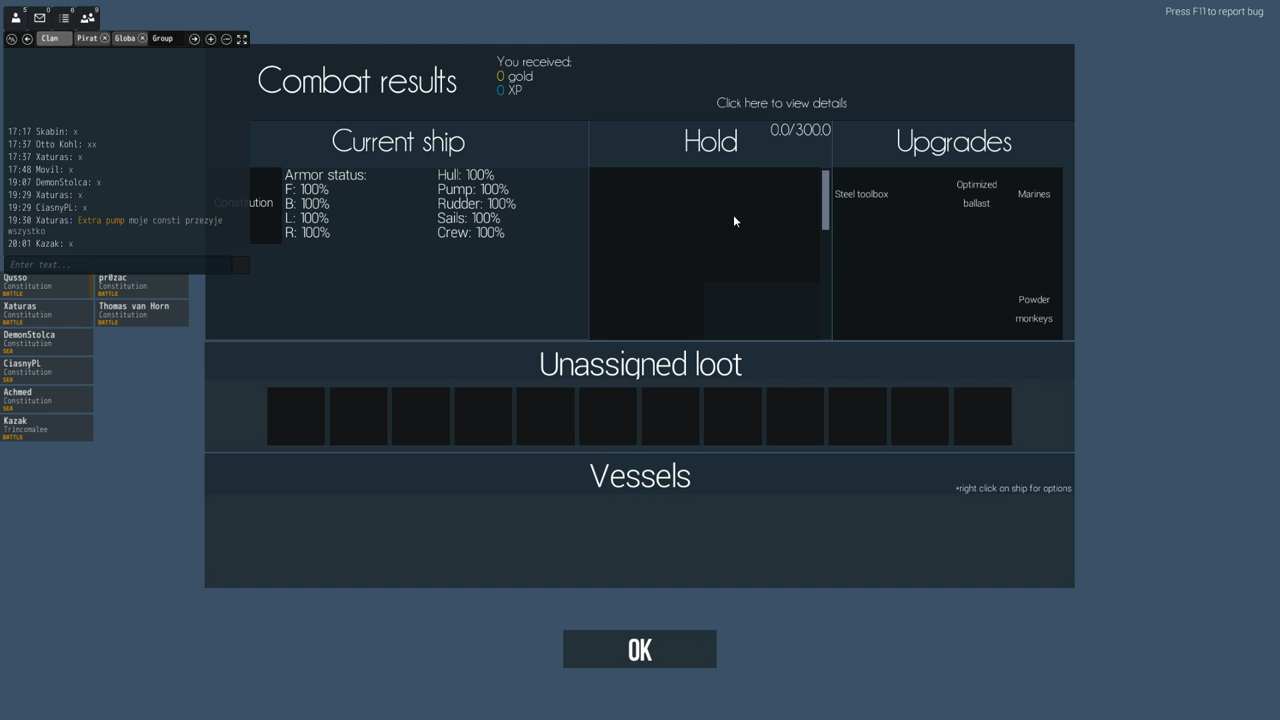 5 0 6 9
Press F11 to report bug
Clan Pirat Globa Group
Combat results
You received:
0 gold
0 XP
Click here to view details
17:17 Skabin: x
17:37 Otto Kohl: xx
17:37 Xaturas: x
17:48 Movil: x
19:07 DemonStolca: x
19:29 Xaturas: x
19:29 CiasnyPL: x
19:30 Xaturas: Extra pump moje consti przezyje
wszystko
20:01 Kazak: x
Enter text...
Qusso
Constitution
BATTLE
pr0zac
Constitution
BATTLE
Xaturas
Constitution
BATTLE
Thomas van Horn
Constitution
BATTLE
DemonStolca
Constitution
SEA
CiasnyPL
Constitution
SEA
Achmed
Constitution
SEA
Kazak
Trincomalee
BATTLE
Current ship
Constitution
Armor status:
F: 100%
B: 100%
L: 100%
R: 100%
Hull: 100%
Pump: 100%
Rudder: 100%
Sails: 100%
Crew: 100%
Hold
0.0/300.0
Upgrades
Steel toolbox
Optimized
ballast
Marines
Powder
monkeys
Unassigned loot
Vessels
*right click on ship for options
OK